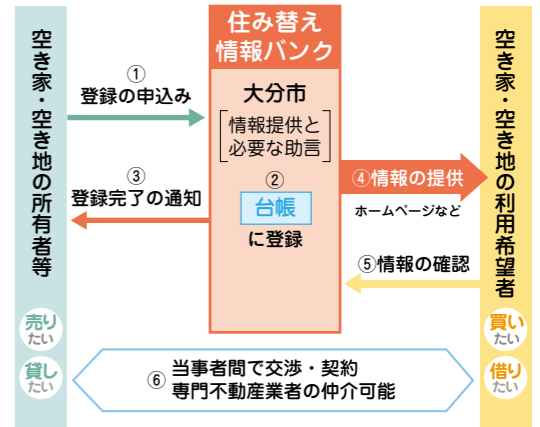 空き家・空き地の所有者等
売り
たい
貸し
たい
①
登録の申込み
③
登録完了の通知
住み替え
情報バンク
大分市
情報提供と
必要な助言
②
台帳
に登録
④情報の提供
ホームページなど
⑤情報の確認
空き家・空き地の利用希望者
買い
たい
借り
たい
⑥
当事者間で交渉・契約
専門不動産業者の仲介可能